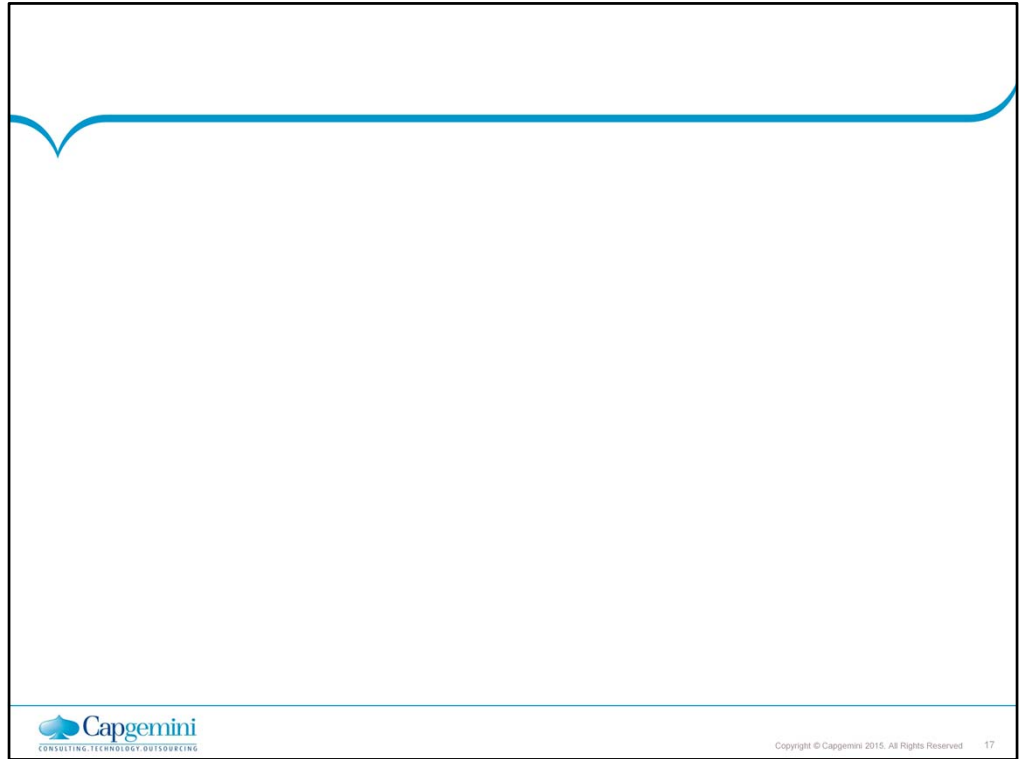 Capgemini
CONSULTING.TECHNOLOGY.OUTSOURCING
Copyright © Capgemini 2015. All Rights Reserved 17